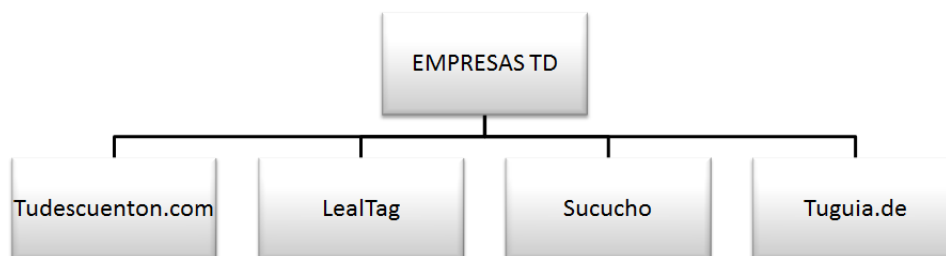 EMPRESAS TD
Tudescuenton.com
LealTag
Sucucho
Tuguia.de